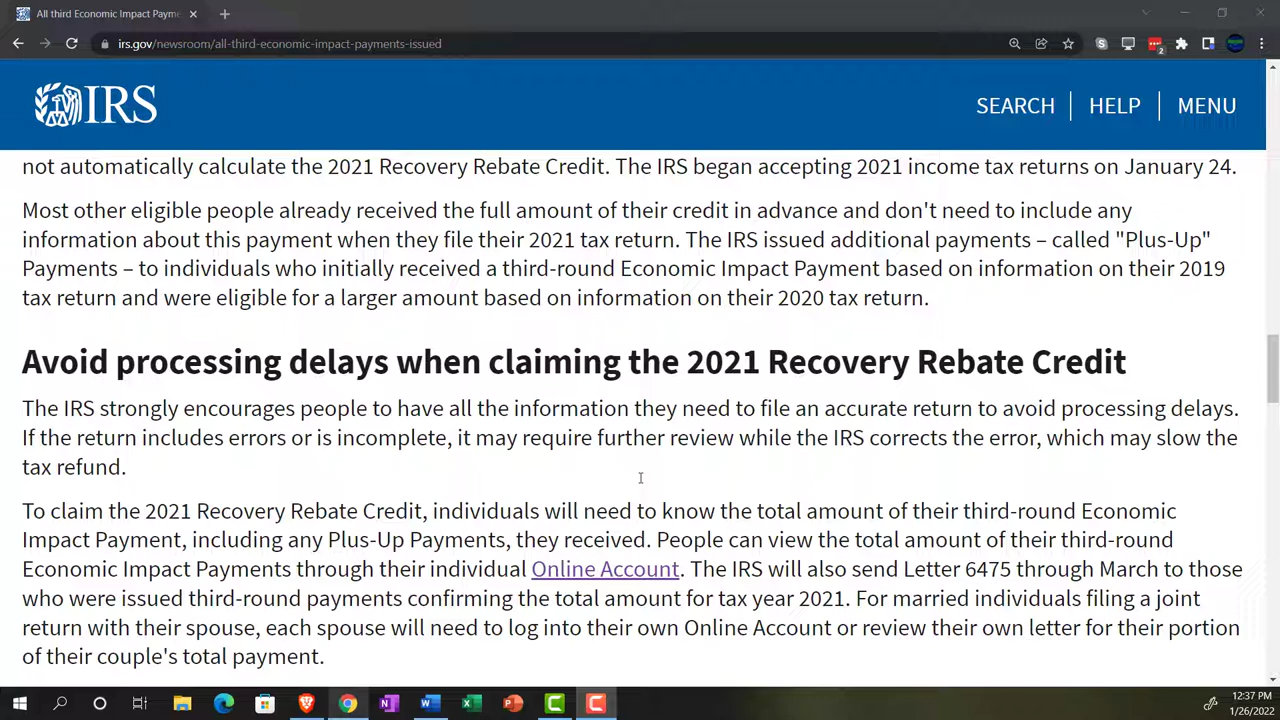 All third Economic Impact Payme
irs.gov/newsroom/all-third-economic-impact-payments-issued
2
IRS
SEARCH
HELP
MENU
not automatically calculate the 2021 Recovery Rebate Credit. The IRS began accepting 2021 income tax returns on January 24.
Most other eligible people already received the full amount of their credit in advance and don't need to include any
information about this payment when they file their 2021 tax return. The IRS issued additional payments – called "Plus-Up"
Payments – to individuals who initially received a third-round Economic Impact Payment based on information on their 2019
tax return and were eligible for a larger amount based on information on their 2020 tax return.
Avoid processing delays when claiming the 2021 Recovery Rebate Credit
The IRS strongly encourages people to have all the information they need to file an accurate return to avoid processing delays.
If the return includes errors or is incomplete, it may require further review while the IRS corrects the error, which may slow the
tax refund.
To claim the 2021 Recovery Rebate Credit, individuals will need to know the total amount of their third-round Economic
Impact Payment, including any Plus-Up Payments, they received. People can view the total amount of their third-round
Economic Impact Payments through their individual Online Account. The IRS will also send Letter 6475 through March to those
who were issued third-round payments confirming the total amount for tax year 2021. For married individuals filing a joint
return with their spouse, each spouse will need to log into their own Online Account or review their own letter for their portion
of their couple's total payment.
12:37 PM
1/26/2022